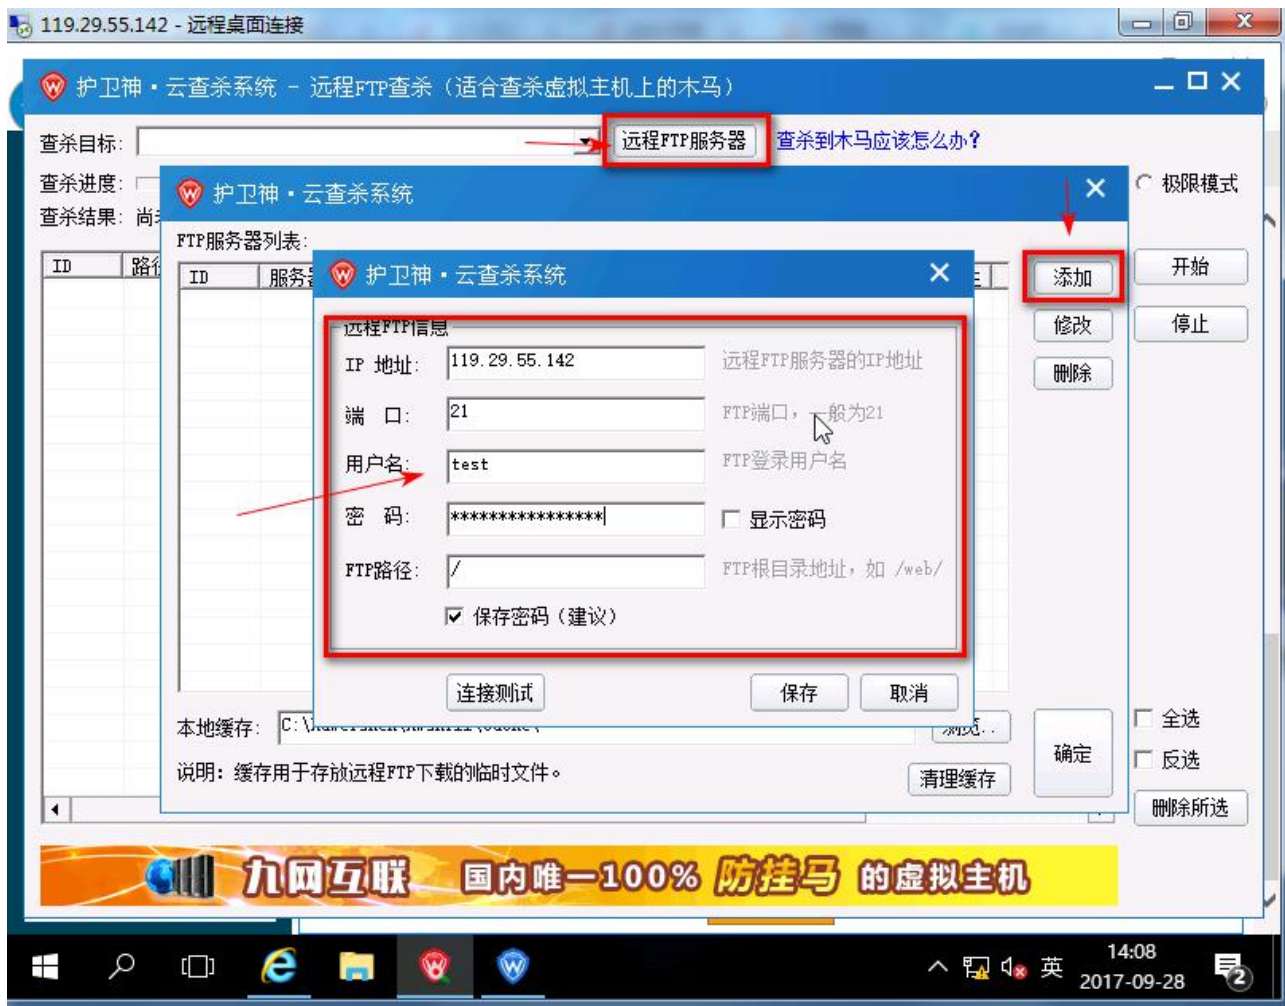 119.29.55.142 - 远程桌面连接
护卫神·云查杀系统 - 远程FTP查杀（适合查杀虚拟主机上的木马）
查杀目标: 远程FTP服务器 查杀到木马应该怎么办?
查杀进度: 极限模式
查杀结果: 尚
护卫神·云查杀系统
FTP服务器列表:
ID 路径
ID 服务器
护卫神·云查杀系统
添加 开始
修改 停止
删除
远程FTP信息
IP 地址: 119.29.55.142 远程FTP服务器的IP地址
端 口: 21 FTP端口，一般为21
用户名: test FTP登录用户名
密 码: **************** 显示密码
FTP路径: / FTP根目录地址，如 /web/
保存密码（建议）
连接测试 保存 取消
本地缓存: 浏览..
确定
全选
反选
说明: 缓存用于存放远程FTP下载的临时文件。
清理缓存
删除所选
九网互联 国内唯一100% 防挂马 的虚拟主机
英
14:08
2017-09-28
2